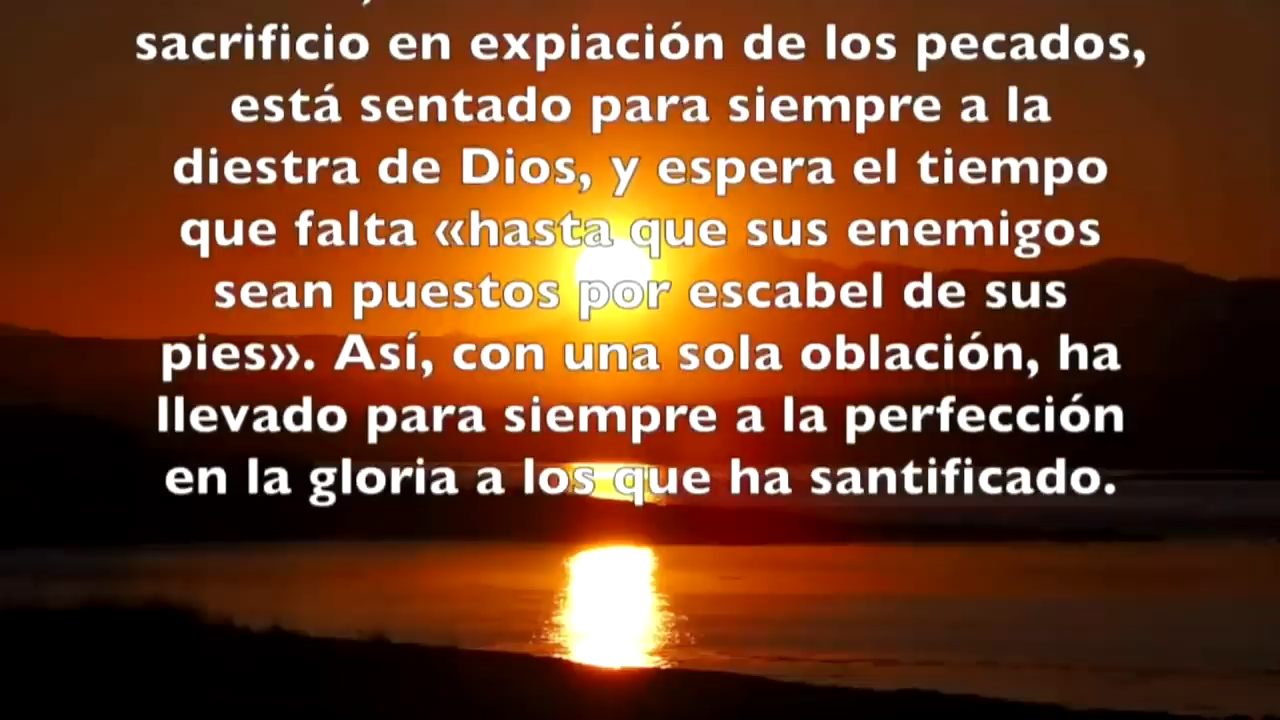 sacrificio en expiación de los pecados,
está sentado para siempre a la
diestra de Dios, y espera el tiempo
que falta «hasta que sus enemigos
sean puestos por escabel de sus
pies». Así, con una sola oblación, ha
llevado para siempre a la perfección
en la gloria a los que ha santificado.